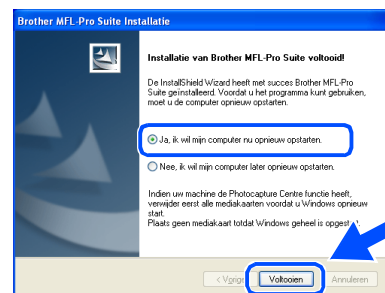 Brother MFL-Pro Suite Installatie
Installatie van Brother MFL-Pro Suite voltooid!
De InstallShield Wizard heeft met succes Brother MFL-Pro
Suite geïnstalleerd. Voordat u het programma kunt gebruiken,
moet u de computer opnieuw opstarten.
Ja, ik wil mijn computer nu opnieuw opstarten.
Nee, ik wil mijn computer later opnieuw opstarten.
Indien uw machine de Photocapture Centre functie heeft,
verwijder eerst alle mediakaarten voordat u Windows opnieuw
start.
Plaats geen mediakaart totdat Windows geheel is
< Vorige Voltooien Annuleren